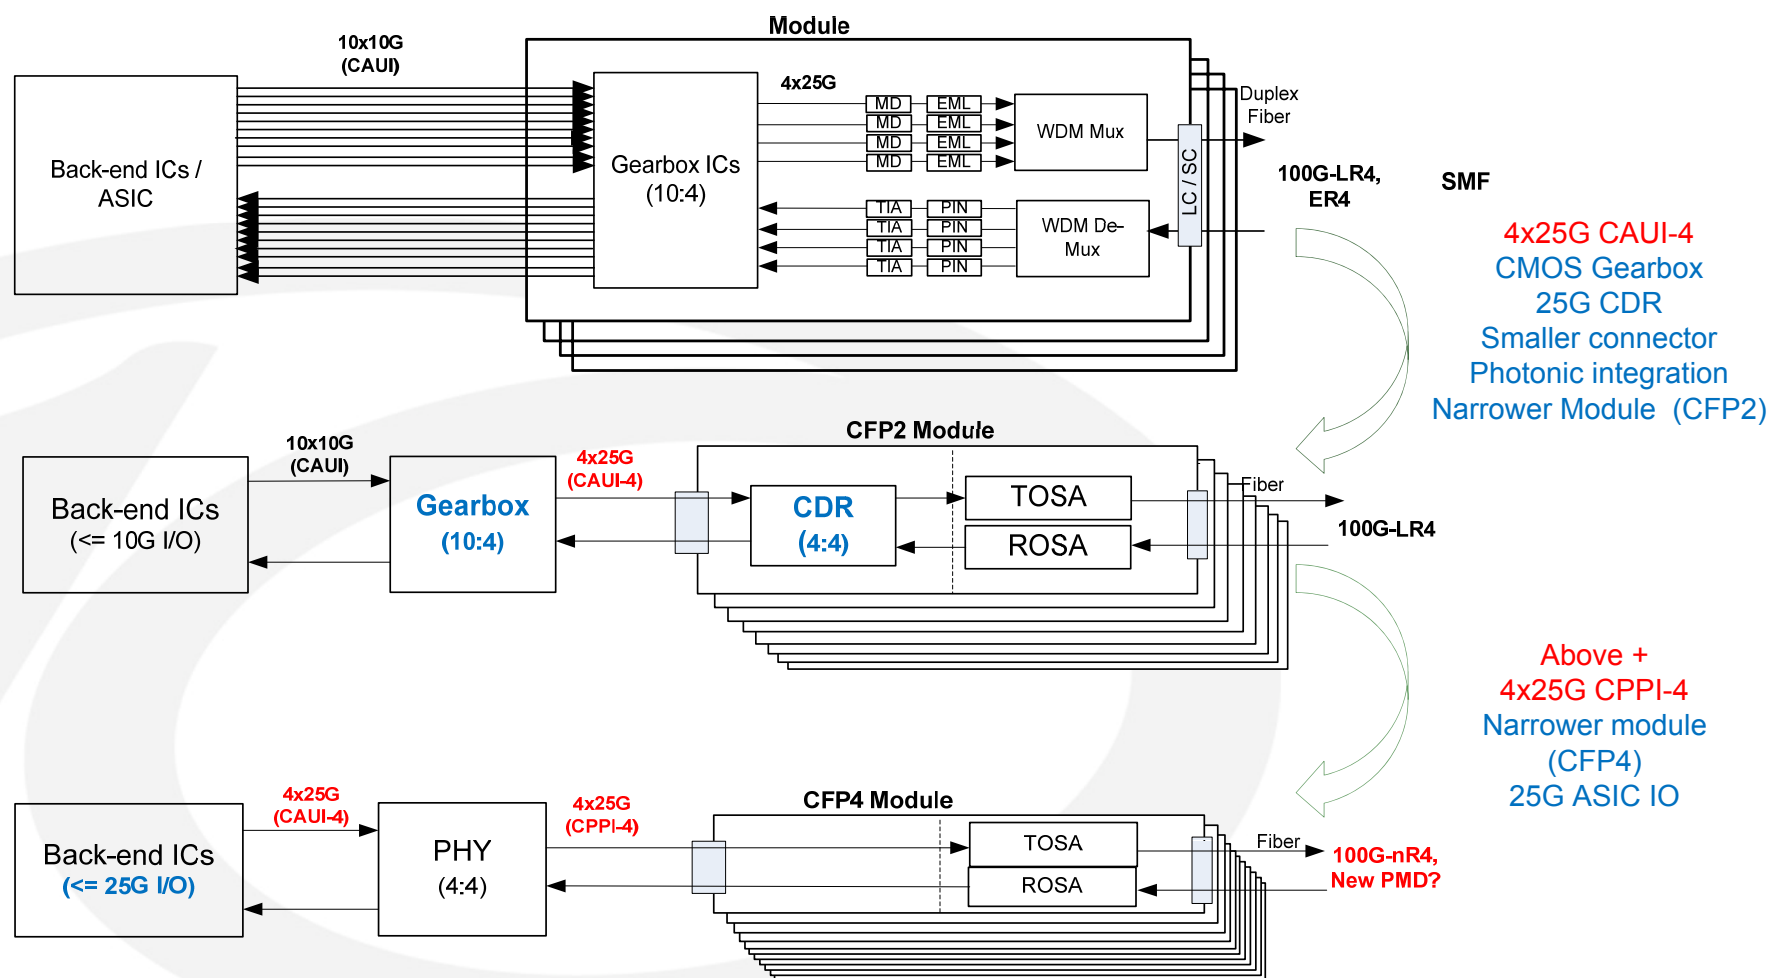 Module
10x10G
(CAUI)
Back-end ICs /
ASIC
Gearbox ICs
(10:4)
4x25G
MD
EML
MD
EML
MD
EML
MD
EML
WDM Mux
TIA
PIN
TIA
PIN
TIA
PIN
TIA
PIN
WDM De-
Mux
LC / SC
Duplex
Fiber
100G-LR4,
ER4
SMF
4x25G CAUI-4
CMOS Gearbox
25G CDR
Smaller connector
Photonic integration
Narrower Module (CFP2)
CFP2 Module
10x10G
(CAUI)
Back-end ICs
(<= 10G I/O)
Gearbox
(10:4)
4x25G
(CAUI-4)
CDR
(4:4)
TOSA
ROSA
Fiber
100G-LR4
Above +
4x25G CPPI-4
Narrower module
(CFP4)
25G ASIC IO
CFP4 Module
4x25G
(CAUI-4)
Back-end ICs
(<= 25G I/O)
PHY
(4:4)
4x25G
(CPPI-4)
TOSA
ROSA
Fiber
100G-nR4,
New PMD?